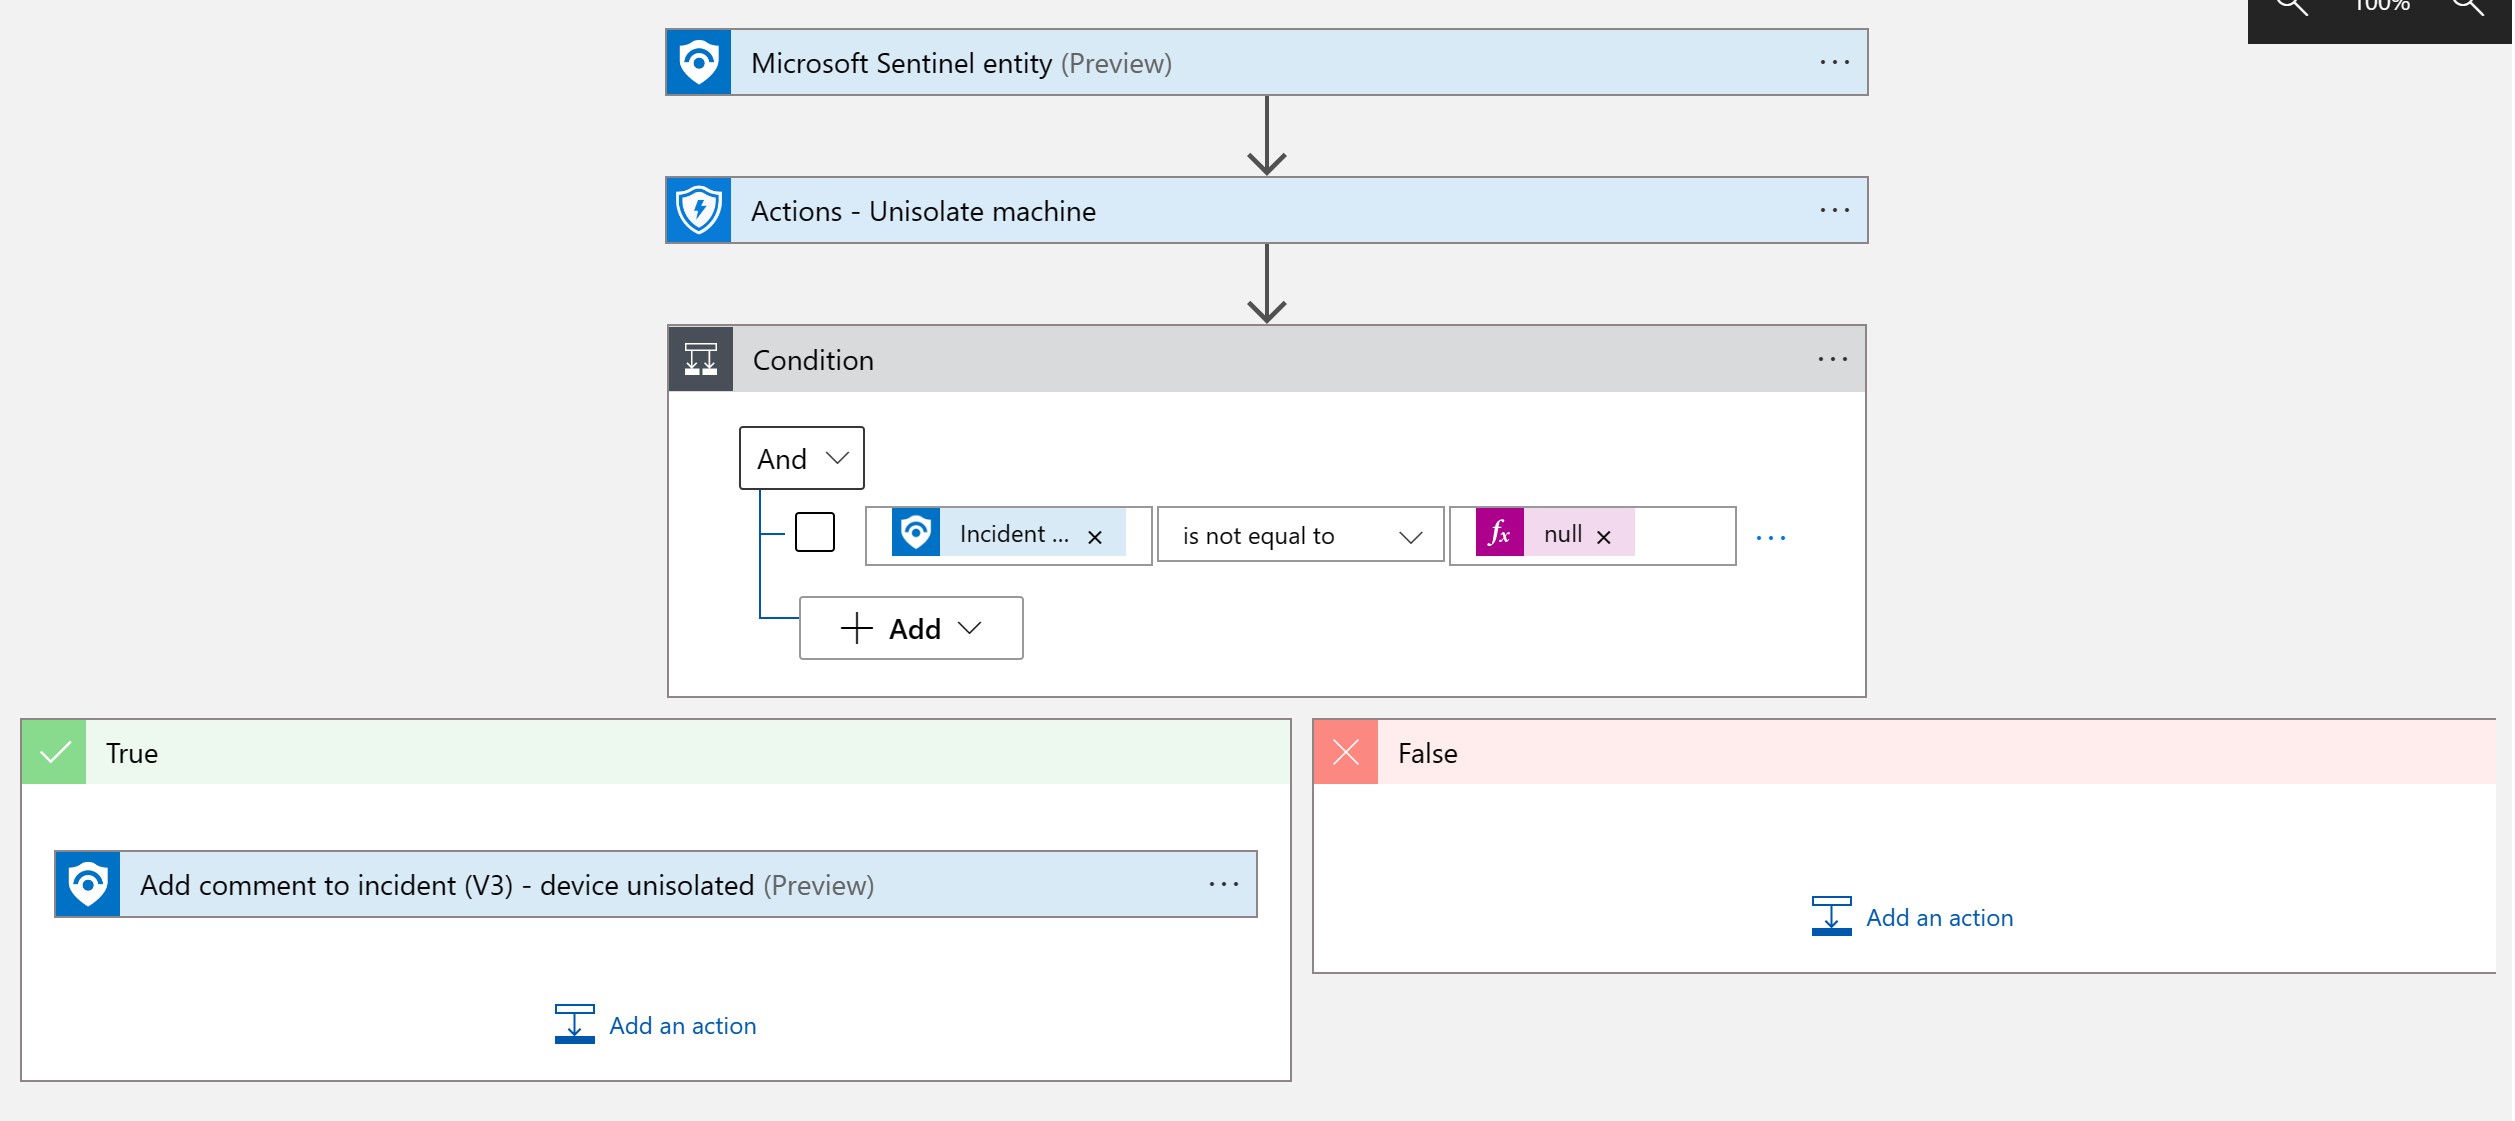 100%
Microsoft Sentinel entity (Preview)
Actions - Unisolate machine
Condition
And
Incident ... is not equal to fx null
Add
True
False
Add comment to incident (V3) - device unisolated (Preview)
Add an action
Add an action